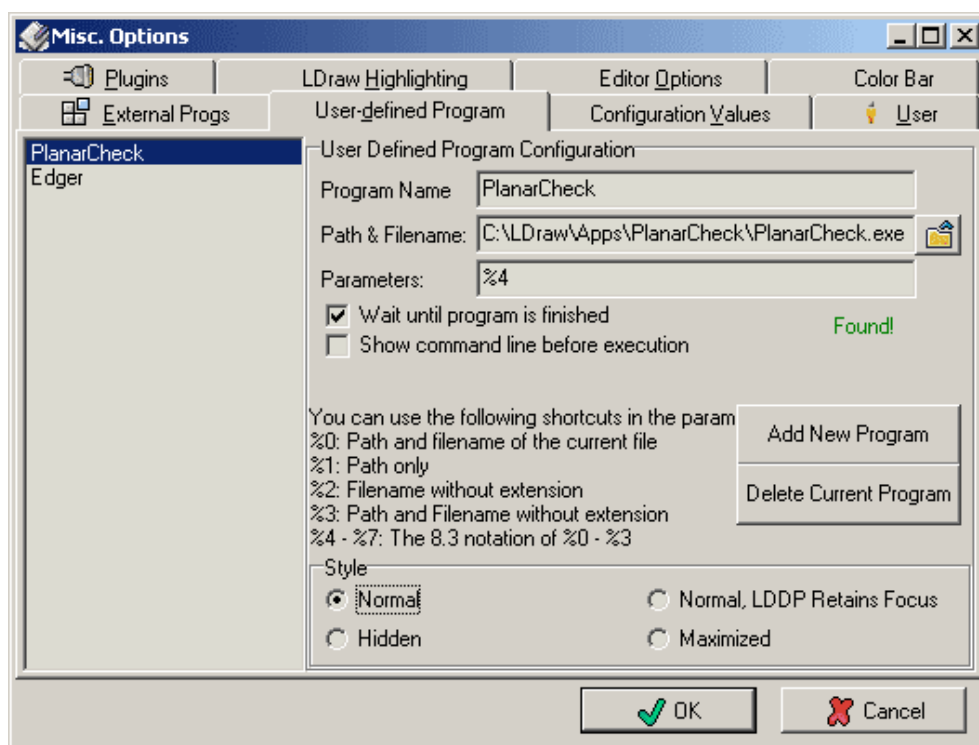 Misc. Options
Plugins
LDraw Highlighting
Editor Options
Color Bar
External Progs
User-defined Program
Configuration Values
User
PlanarCheck
Edger
User Defined Program Configuration
Program Name
PlanarCheck
Path & Filename:
C:\LDraw\Apps\PlanarCheck\PlanarCheck.exe
Parameters:
%4
Wait until program is finished
Found!
Show command line before execution
You can use the following shortcuts in the param
%0: Path and filename of the current file
%1: Path only
%2: Filename without extension
%3: Path and Filename without extension
%4 - %7: The 8.3 notation of %0 - %3
Add New Program
Delete Current Program
Style
Normal
Normal, LDDP Retains Focus
Hidden
Maximized
OK
Cancel